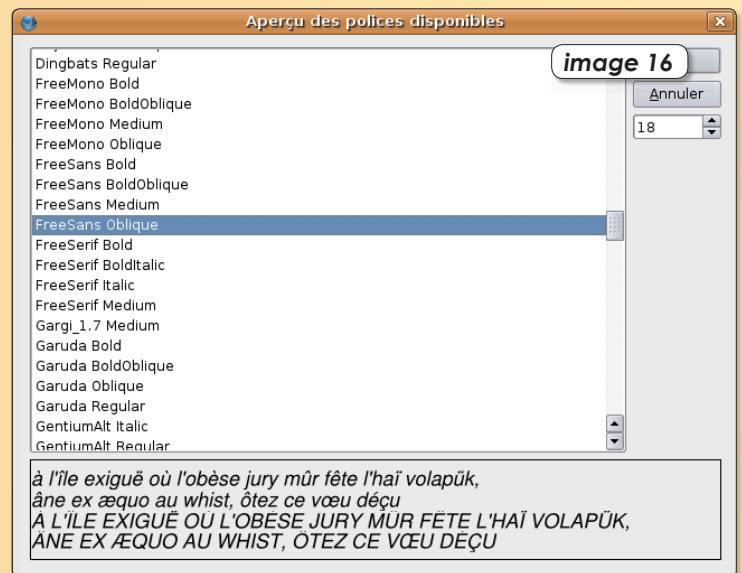 Aperçu des polices disponibles
Dingbats Regular
image 16
FreeMono Bold
Annuler
FreeMono BoldOblique
FreeMono Medium
18
FreeMono Oblique
FreeSans Bold
FreeSans BoldOblique
FreeSans Medium
FreeSans Oblique
FreeSerif Bold
FreeSerif BoldItalic
FreeSerif Italic
FreeSerif Medium
Gargi_1.7 Medium
Garuda Bold
Garuda BoldOblique
Garuda Oblique
Garuda Regular
GentiumAlt Italic
GentiumAlt Regular
à l'île exiguë où l'obèse jury mûr fête l'haï volapük,
âne ex æquo au whist, ôtez ce vœu déçu
À L'ÎLE EXIGUË OÙ L'OBÈSE JURY MÛR FÊTE L'HAÏ VOLAPÜK,
ÂNE EX ÆQUO AU WHIST, ÔTEZ CE VŒU DÉÇU